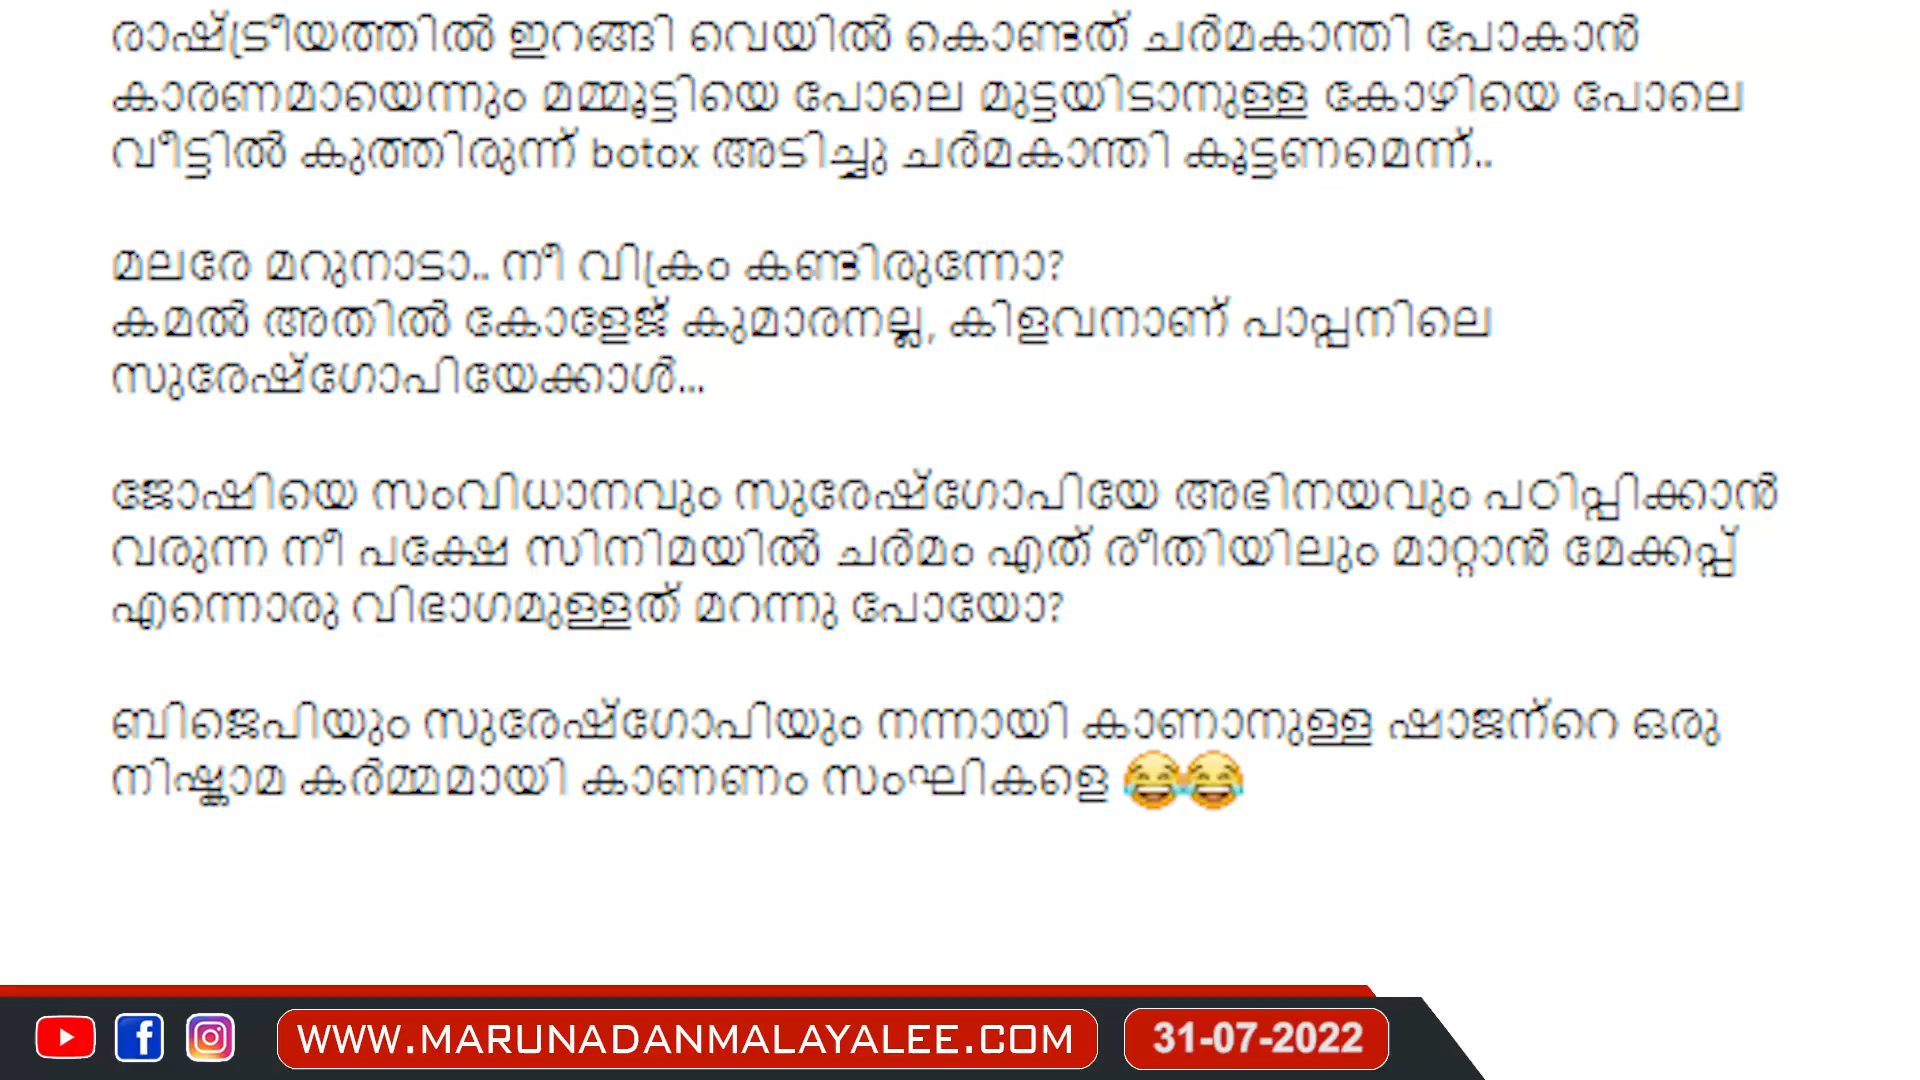 രാഷ്ട്രീയത്തിൽ ഇറങ്ങി വെയിൽ കൊണ്ടത് ചർമകാന്തി പോകാൻ
കാരണമായെന്നും മമ്മൂട്ടിയെ പോലെ മുട്ടയിടാനുള്ള കോഴിയെ പോലെ
വീട്ടിൽ കുത്തിരുന്ന് botox അടിച്ചു ചർമകാന്തി കൂട്ടണമെന്ന്..
മലരേ മറുനാടാ.. നീ വിക്രം കണ്ടിരുന്നോ?
കമൽ അതിൽ കോളേജ് കുമാരനല്ല, കിളവനാണ് പാപ്പനിലെ
സുരേഷ്ഗോപിയേക്കാൾ...
ജോഷിയെ സംവിധാനവും സുരേഷ്ഗോപിയേ അഭിനയവും പഠിപ്പിക്കാൻ
വരുന്ന നീ പക്ഷേ സിനിമയിൽ ചർമം എത് രീതിയിലും മാറ്റാൻ മേക്കപ്പ്
എന്നൊരു വിഭാഗമുള്ളത് മറന്നു പോയോ?
ബിജെപിയും സുരേഷ്ഗോപിയും നന്നായി കാണാനുള്ള ഷാജന്റെ ഒരു
നിഷ്കാമ കർമ്മമായി കാണണം സംഘികളെ 😂😂
WWW.MARUNADANMALAYALEE.COM
31-07-2022